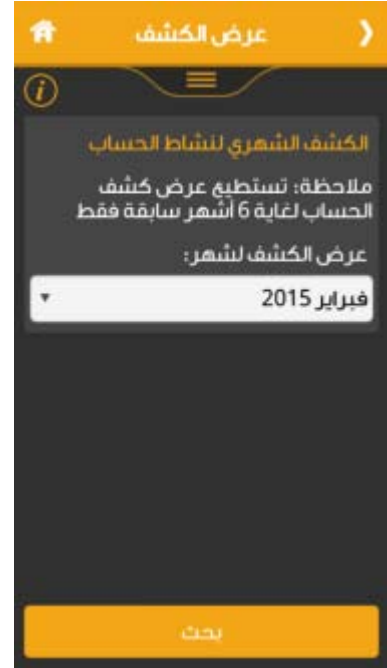 عرض الكشف
i
الكشف الشهري لنشاط الحساب
ملاحظة: تستطيع عرض كشف
الحساب لغاية 6 أشهر سابقة فقط
عرض الكشف لشهر:
فبراير 2015
بحث